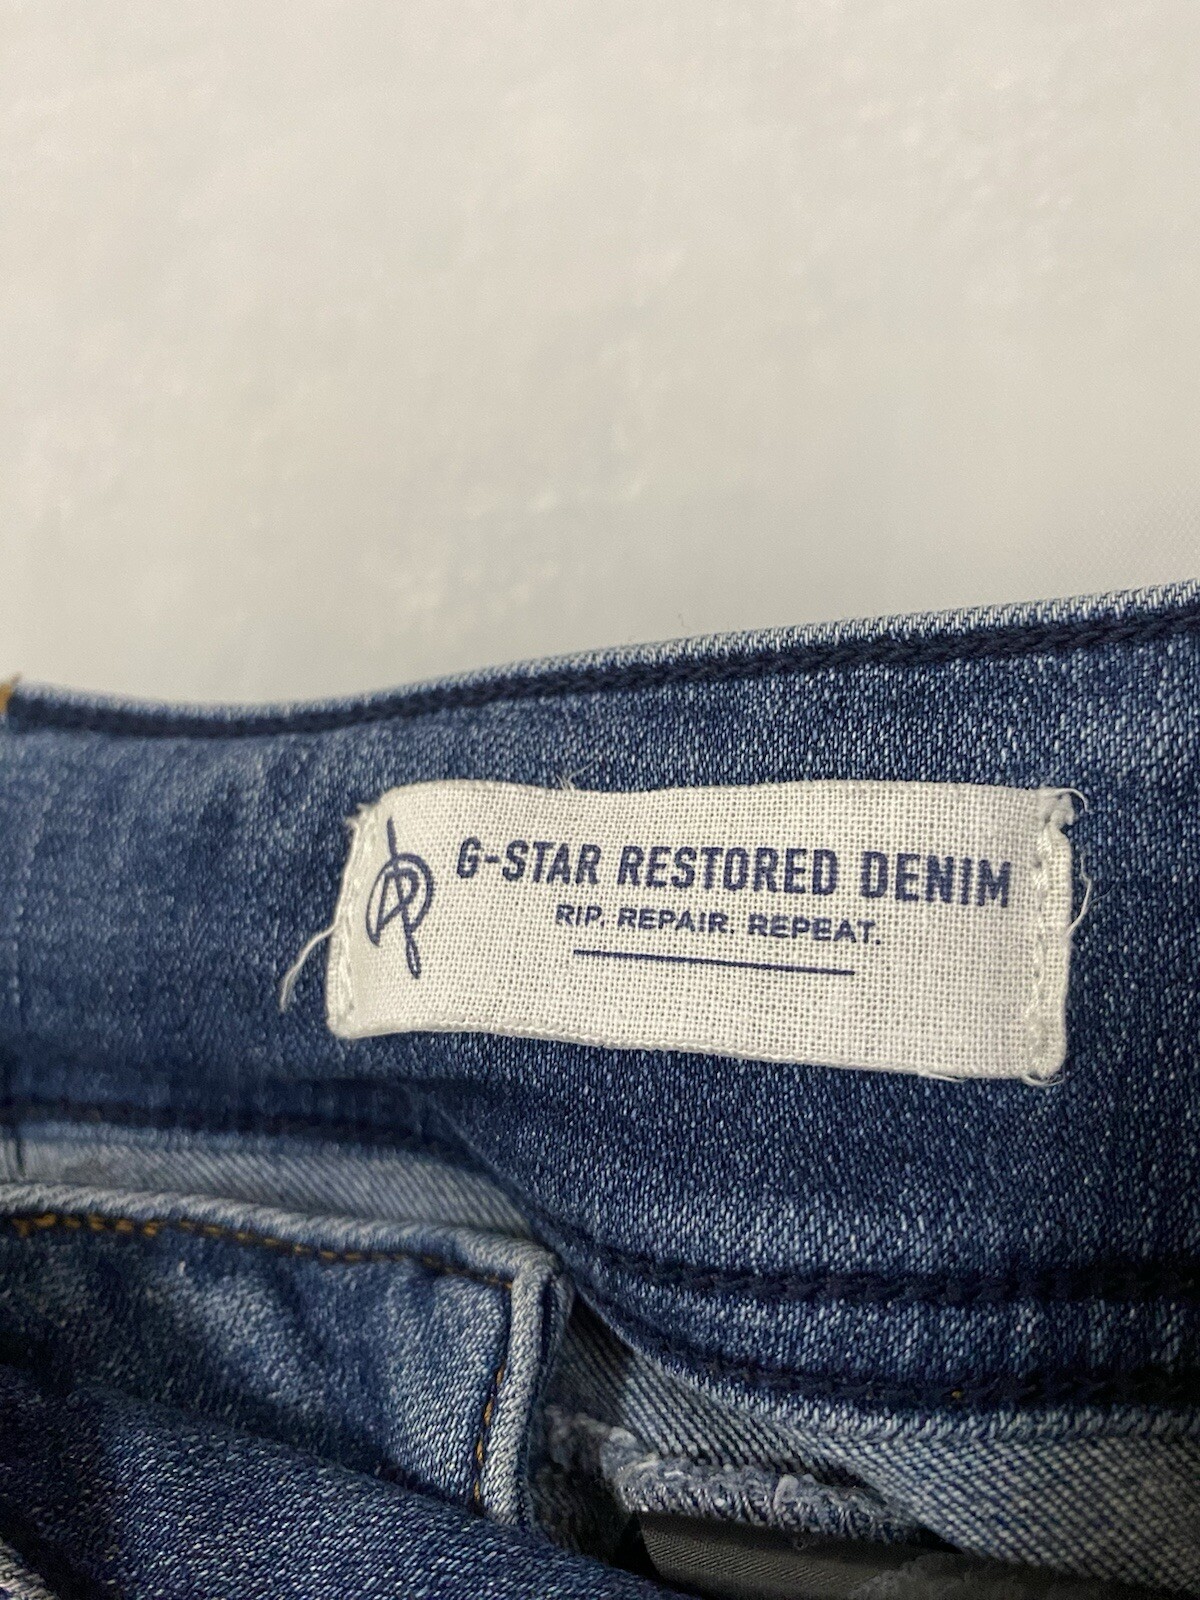 G-STAR RESTORED DENIM
RIP. REPAIR. REPEAT.